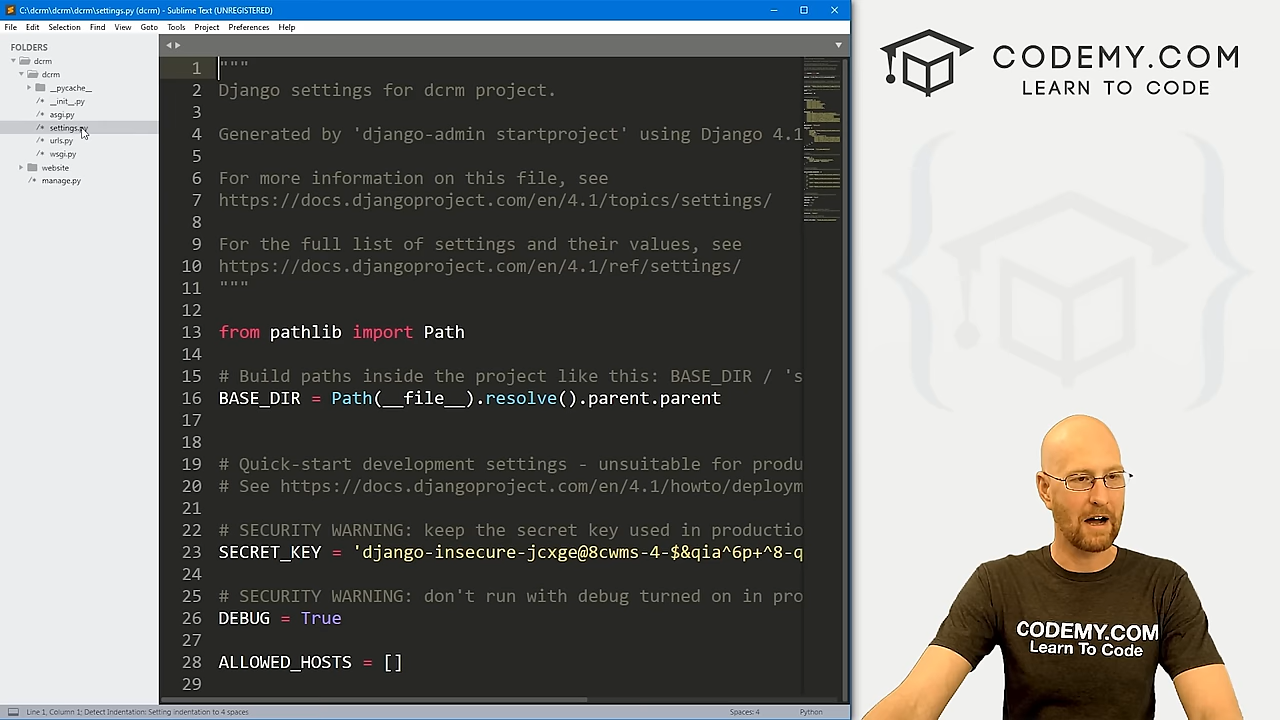 C:\dcrm\dcrm\dcrm\settings.py (dcrm) - Sublime Text (UNREGISTERED)
File Edit Selection Find View Goto Tools Project Preferences Help
FOLDERS
dcrm
dcrm
__pycache__
__init__.py
asgi.py
settings.py
urls.py
wsgi.py
website
manage.py
1 """
2 Django settings for dcrm project.
3
4 Generated by 'django-admin startproject' using Django 4.1
5
6 For more information on this file, see
7 https://docs.djangoproject.com/en/4.1/topics/settings/
8
9 For the full list of settings and their values, see
10 https://docs.djangoproject.com/en/4.1/ref/settings/
11 """
12
13 from pathlib import Path
14
15 # Build paths inside the project like this: BASE_DIR / 's
16 BASE_DIR = Path(__file__).resolve().parent.parent
17
18
19 # Quick-start development settings - unsuitable for produ
20 # See https://docs.djangoproject.com/en/4.1/howto/deploym
21
22 # SECURITY WARNING: keep the secret key used in productio
23 SECRET_KEY = 'django-insecure-jcxge@8cwms-4-$&qia^6p+^8-q
24
25 # SECURITY WARNING: don't run with debug turned on in pro
26 DEBUG = True
27
28 ALLOWED_HOSTS = []
29
Line 1, Column 1; Detect Indentation: Setting indentation to 4 spaces
Spaces: 4
Python
CODEMY.COM
LEARN TO CODE
CODEMY.COM
Learn To Code